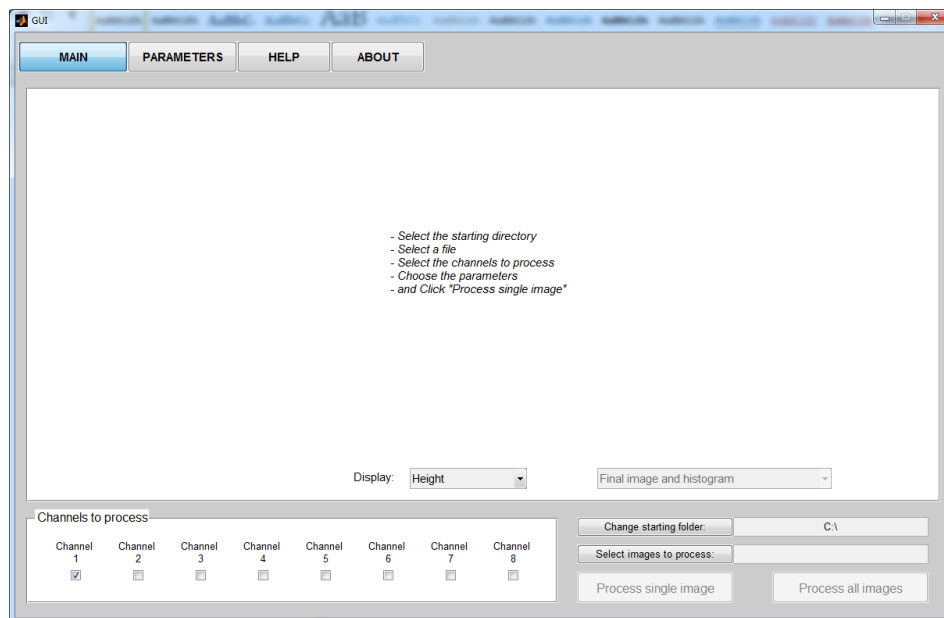 GUI
MAIN
PARAMETERS
HELP
ABOUT
- Select the starting directory
- Select a file
- Select the channels to process
- Choose the parameters
- and Click "Process single image"
Display:
Height
Final image and histogram
Channels to process
Channel 1
Channel 2
Channel 3
Channel 4
Channel 5
Channel 6
Channel 7
Channel 8
Change starting folder:
C:\
Select images to process:
Process single image
Process all images